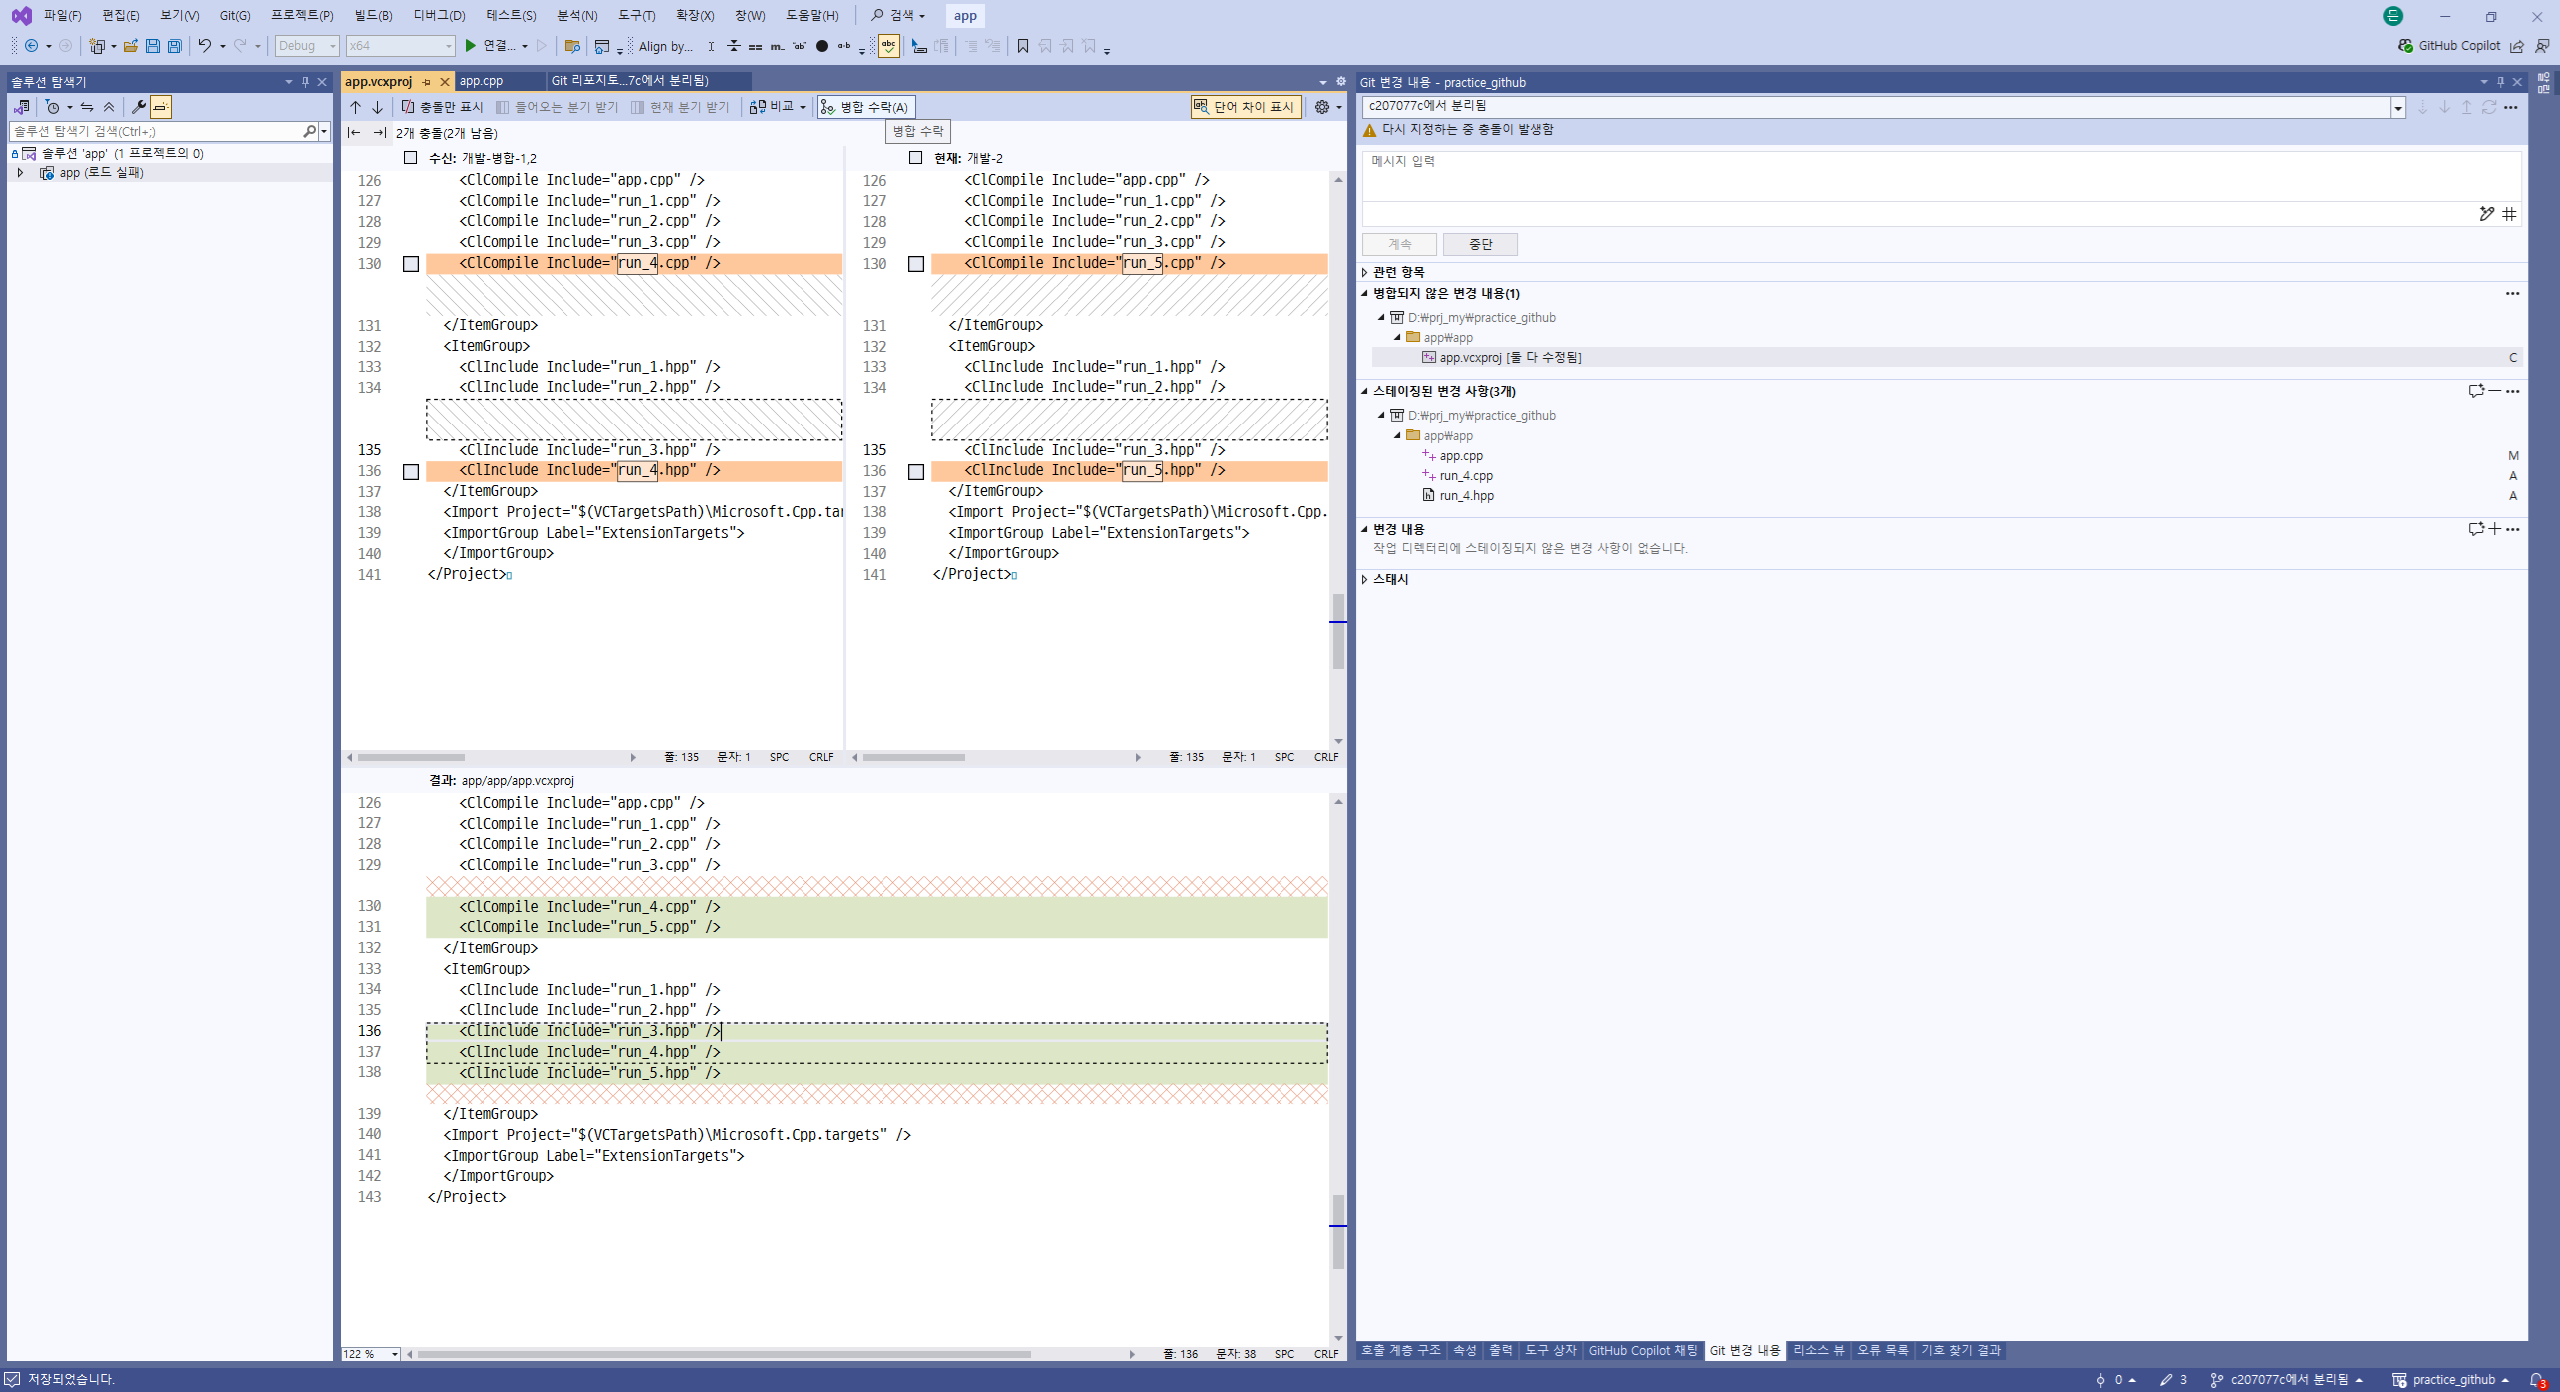 파일(F) 편집(E) 보기(V) Git(G) 프로젝트(P) 빌드(B) 디버그(D) 테스트(S) 분석(N) 도구(T) 확장(X) 창(W) 도움말(H) 검색 app 든
Debug x64 연결... Align by... GitHub Copilot
솔루션 탐색기
솔루션 탐색기 검색(Ctrl+;)
솔루션 'app' (1 프로젝트의 0)
app (로드 실패)
app.vcxproj app.cpp Git 리포지토...7c에서 분리됨)
충돌만 표시 들어오는 분기 받기 현재 분기 받기 비교 병합 수락(A) 단어 차이 표시
2개 충돌(2개 남음) 병합 수락
수신: 개발-병합-1,2
126 <ClCompile Include="app.cpp" />
127 <ClCompile Include="run_1.cpp" />
128 <ClCompile Include="run_2.cpp" />
129 <ClCompile Include="run_3.cpp" />
130 <ClCompile Include="run_4.cpp" />
131 </ItemGroup>
132 <ItemGroup>
133 <ClInclude Include="run_1.hpp" />
134 <ClInclude Include="run_2.hpp" />
135 <ClInclude Include="run_3.hpp" />
136 <ClInclude Include="run_4.hpp" />
137 </ItemGroup>
138 <Import Project="$(VCTargetsPath)\Microsoft.Cpp.tar
139 <ImportGroup Label="ExtensionTargets">
140 </ImportGroup>
141 </Project>
줄: 135 문자: 1 SPC CRLF
현재: 개발-2
126 <ClCompile Include="app.cpp" />
127 <ClCompile Include="run_1.cpp" />
128 <ClCompile Include="run_2.cpp" />
129 <ClCompile Include="run_3.cpp" />
130 <ClCompile Include="run_5.cpp" />
131 </ItemGroup>
132 <ItemGroup>
133 <ClInclude Include="run_1.hpp" />
134 <ClInclude Include="run_2.hpp" />
135 <ClInclude Include="run_3.hpp" />
136 <ClInclude Include="run_5.hpp" />
137 </ItemGroup>
138 <Import Project="$(VCTargetsPath)\Microsoft.Cpp.
139 <ImportGroup Label="ExtensionTargets">
140 </ImportGroup>
141 </Project>
줄: 135 문자: 1 SPC CRLF
결과: app/app/app.vcxproj
126 <ClCompile Include="app.cpp" />
127 <ClCompile Include="run_1.cpp" />
128 <ClCompile Include="run_2.cpp" />
129 <ClCompile Include="run_3.cpp" />
130 <ClCompile Include="run_4.cpp" />
131 <ClCompile Include="run_5.cpp" />
132 </ItemGroup>
133 <ItemGroup>
134 <ClInclude Include="run_1.hpp" />
135 <ClInclude Include="run_2.hpp" />
136 <ClInclude Include="run_3.hpp" />
137 <ClInclude Include="run_4.hpp" />
138 <ClInclude Include="run_5.hpp" />
139 </ItemGroup>
140 <Import Project="$(VCTargetsPath)\Microsoft.Cpp.targets" />
141 <ImportGroup Label="ExtensionTargets">
142 </ImportGroup>
143 </Project>
122 % 줄: 136 문자: 38 SPC CRLF
Git 변경 내용 - practice_github
c207077c에서 분리됨
다시 지정하는 중 충돌이 발생함
메시지 입력
계속 중단
관련 항목
병합되지 않은 변경 내용(1)
D:₩prj_my₩practice_github
app₩app
app.vcxproj [둘 다 수정됨] C
스테이징된 변경 사항(3개)
D:₩prj_my₩practice_github
app₩app
app.cpp M
run_4.cpp A
run_4.hpp A
변경 내용
작업 디렉터리에 스테이징되지 않은 변경 사항이 없습니다.
스태시
호출 계층 구조 속성 출력 도구 상자 GitHub Copilot 채팅 Git 변경 내용 리소스 뷰 오류 목록 기호 찾기 결과
알림
저장되었습니다. 0 3 c207077c에서 분리됨 practice_github 3